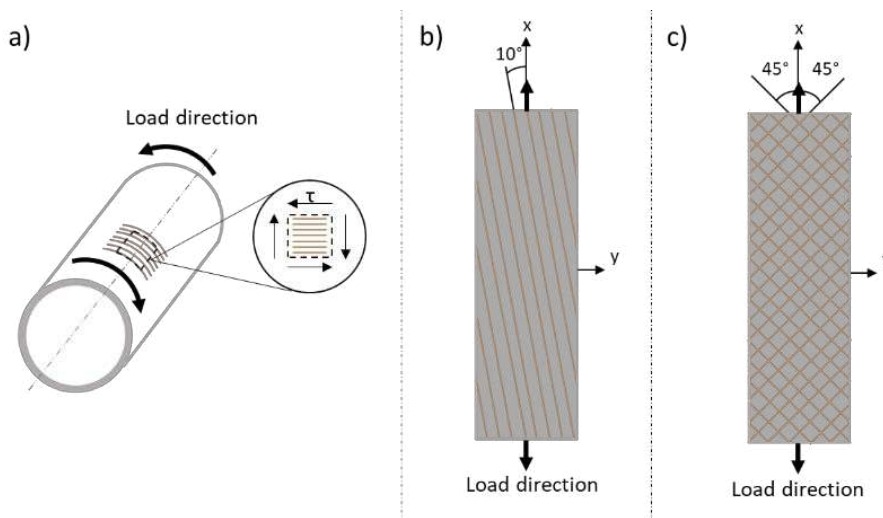 a)
Load direction
τ
b)
10°
x
y
Load direction
c)
x
45°
45°
Load direction